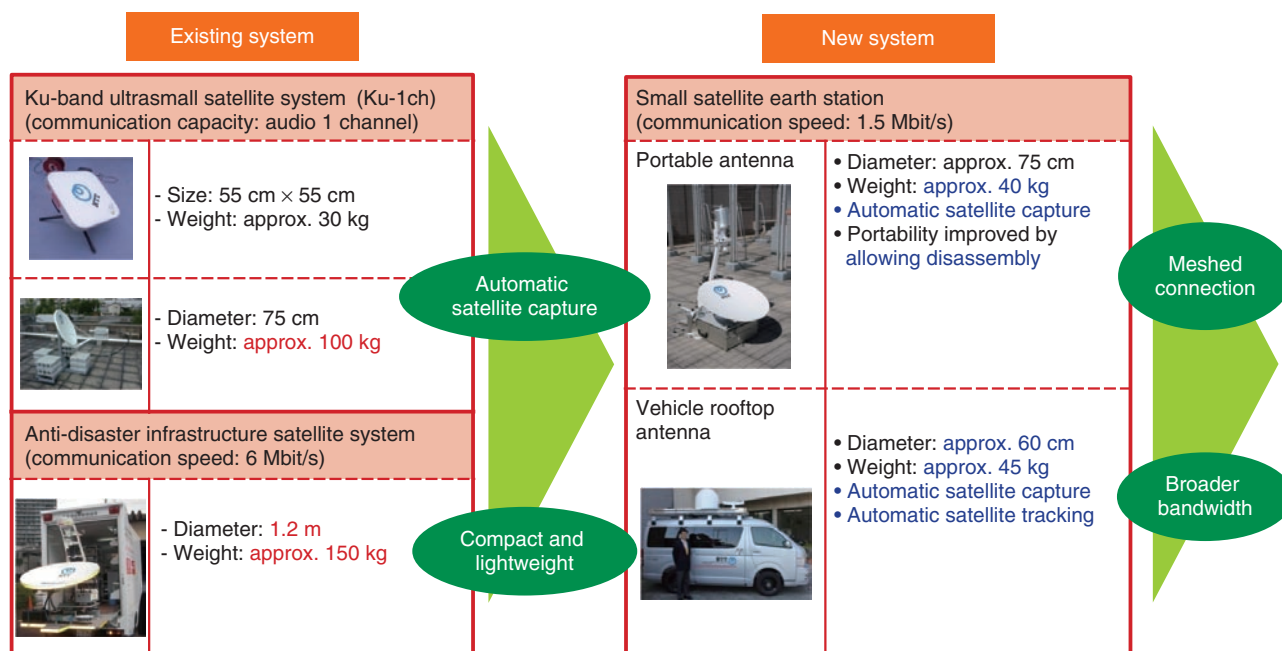 Existing system
New system
Ku-band ultrasmall satellite system (Ku-1ch)
(communication capacity: audio 1 channel)
- Size: 55 cm × 55 cm
- Weight: approx. 30 kg
- Diameter: 75 cm
- Weight: approx. 100 kg
Anti-disaster infrastructure satellite system
(communication speed: 6 Mbit/s)
- Diameter: 1.2 m
- Weight: approx. 150 kg
Automatic
satellite capture
Compact and
lightweight
Small satellite earth station
(communication speed: 1.5 Mbit/s)
Portable antenna
• Diameter: approx. 75 cm
• Weight: approx. 40 kg
• Automatic satellite capture
• Portability improved by
allowing disassembly
Vehicle rooftop
antenna
• Diameter: approx. 60 cm
• Weight: approx. 45 kg
• Automatic satellite capture
• Automatic satellite tracking
Meshed
connection
Broader
bandwidth